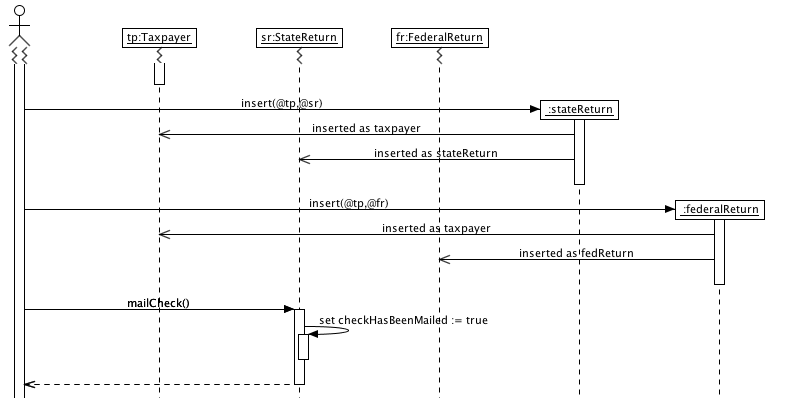 tp:Taxpayer
sr:StateReturn
fr:FederalReturn
insert(@tp,@sr)
:stateReturn
inserted as taxpayer
inserted as stateReturn
insert(@tp,@fr)
:federalReturn
inserted as taxpayer
inserted as fedReturn
mailCheck()
set checkHasBeenMailed := true